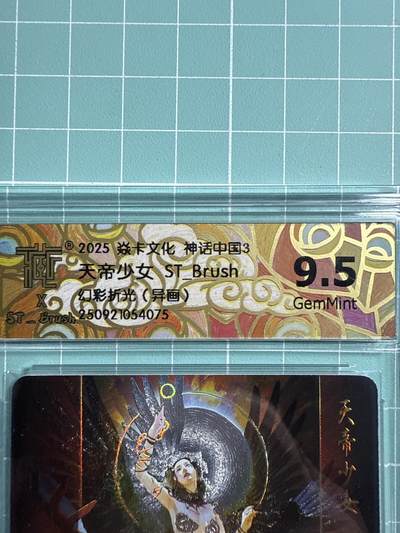 ® 2025 焱卡文化 神话中国3
天帝少女 ST_Brush
幻彩折光（异画）
250921054075
X
ST_Brush
9.5
GemMint
天帝少女